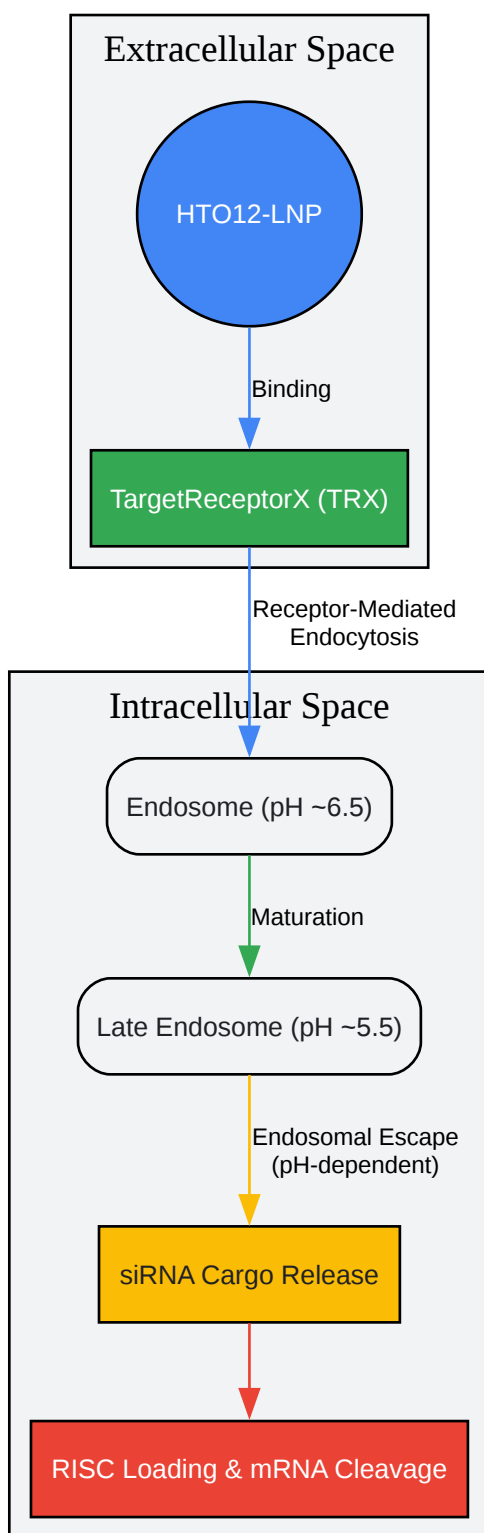 Extracellular Space
HTO12-LNP
Binding
TargetReceptorX (TRX)
Receptor-Mediated
Endocytosis
Intracellular Space
Endosome (pH ~6.5)
Maturation
Late Endosome (pH ~5.5)
Endosomal Escape
(pH-dependent)
siRNA Cargo Release
RISC Loading & mRNA Cleavage